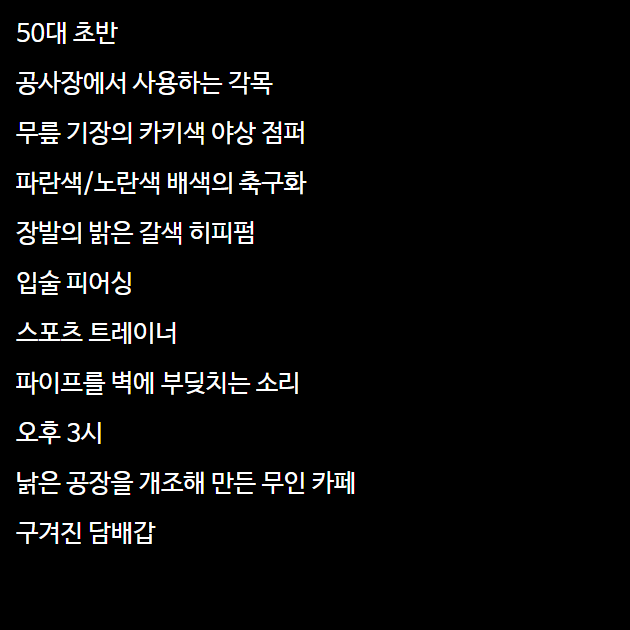 50대 초반
공사장에서 사용하는 각목
무릎 기장의 카키색 야상 점퍼
파란색/노란색 배색의 축구화
장발의 밝은 갈색 히피펌
입술 피어싱
스포츠 트레이너
파이프를 벽에 부딪치는 소리
오후 3시
낡은 공장을 개조해 만든 무인 카페
구겨진 담배갑